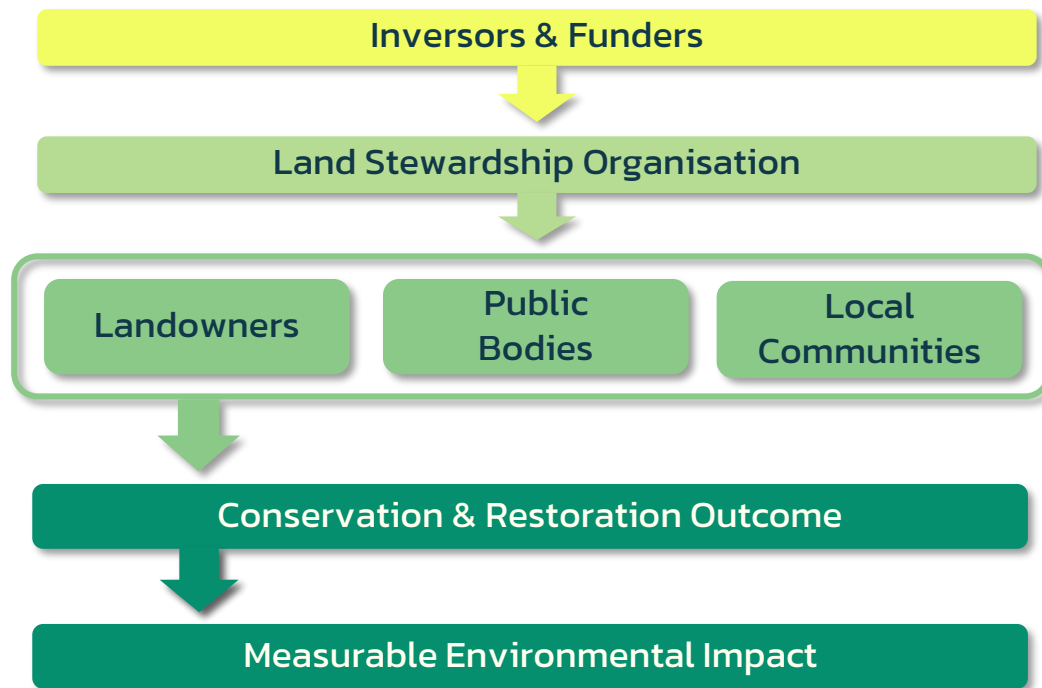 Inversors & Funders
Land Stewardship Organisation
Landowners
Public
Bodies
Local
Communities
Conservation & Restoration Outcome
Measurable Environmental Impact